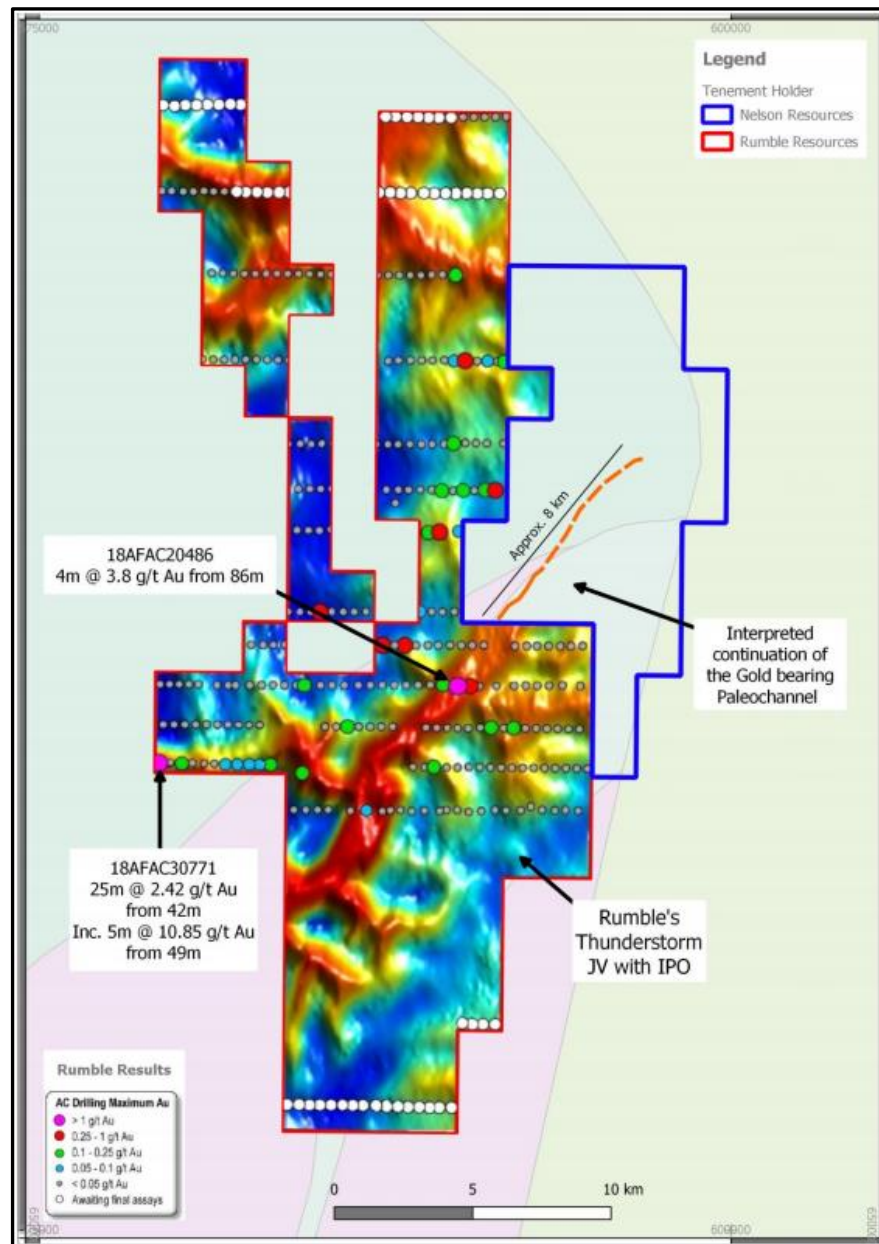 600000
Legend
Tenement Holder
Nelson Resources
Rumble Resources
Approx. 8 km
18AFAC20486
4m @ 3.8 g/t Au from 86m
Interpreted
continuation of
the Gold bearing
Paleochannel
18AFAC30771
25m @ 2.42 g/t Au
from 42m
Inc. 5m @ 10.85 g/t Au
from 49m
Rumble's
Thunderstorm
JV with IPO
Rumble Results
AC Drilling Maximum Au
> 1 g/t Au
0.25 - 1 g/t Au
0.1 - 0.25 g/t Au
0.05 - 0.1 g/t Au
< 0.05 g/t Au
Awaiting final assays
0 5 10 km